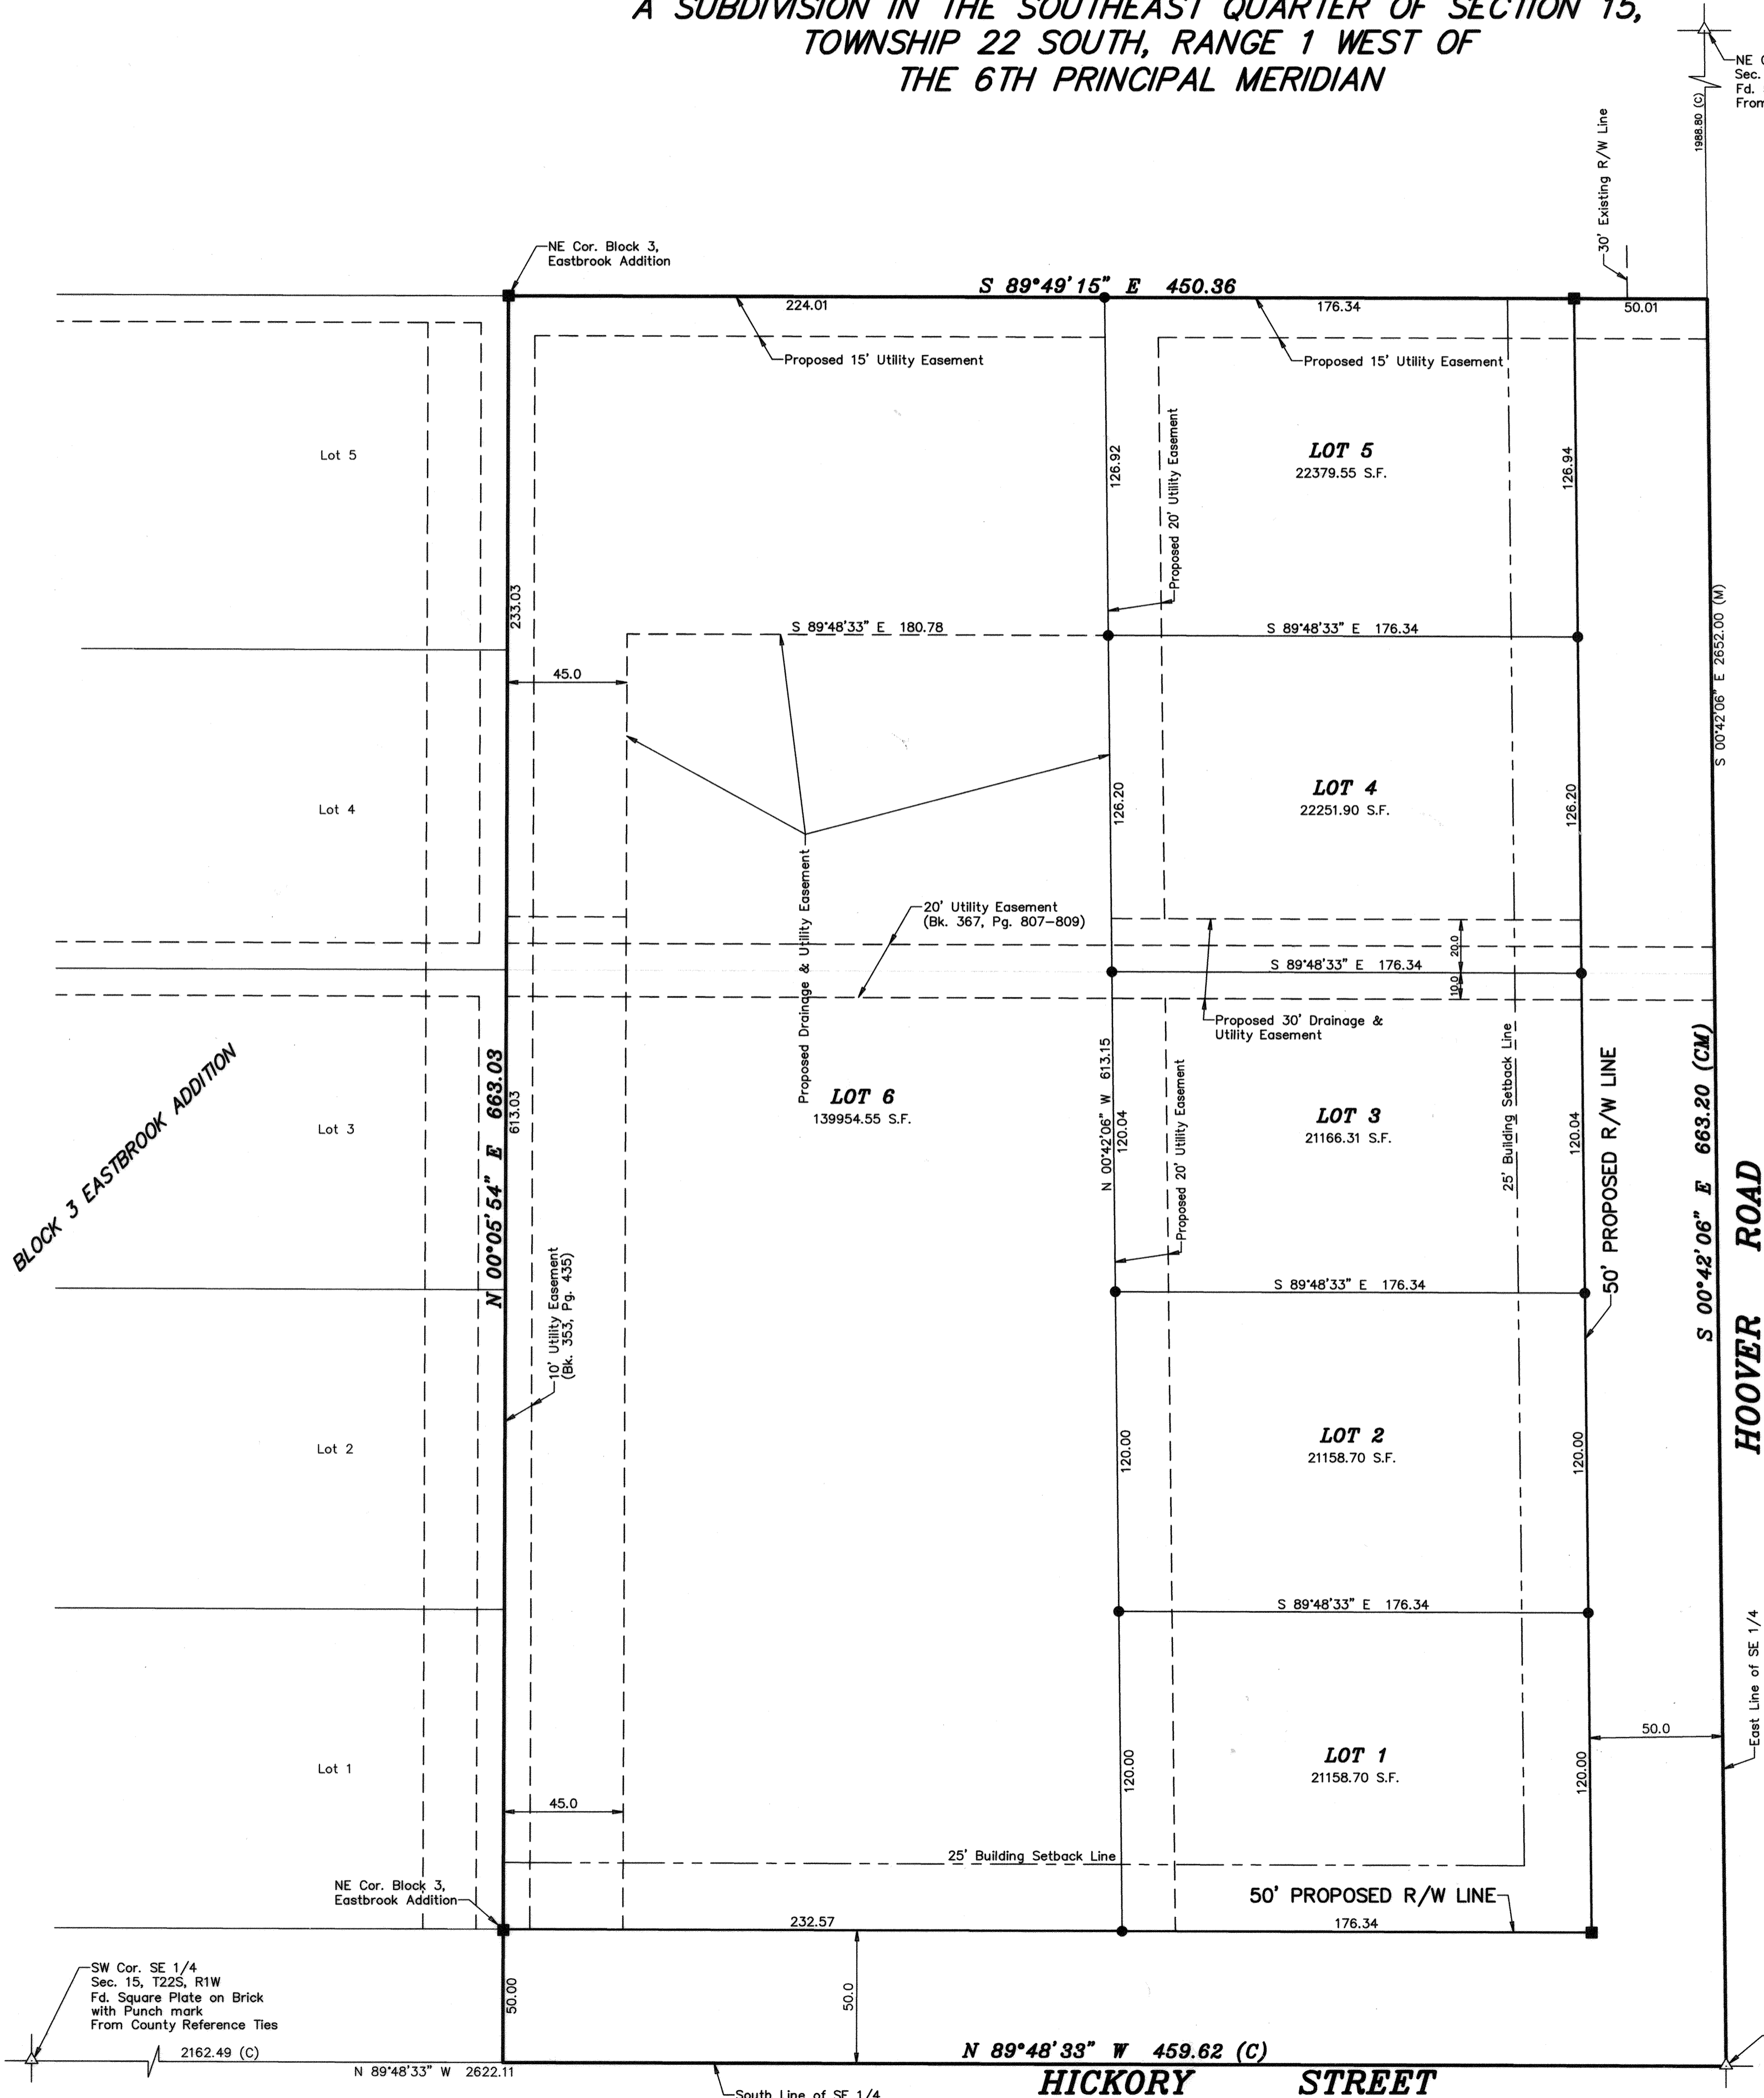 A SUBDIVISION IN THE SOUTHEAST QUARTER OF SECTION 15,
TOWNSHIP 22 SOUTH, RANGE 1 WEST OF
THE 6TH PRINCIPAL MERIDIAN
NE
Sec.
Fd.
From
1988.80 (C)
30' Existing R/W Line
NE Cor. Block 3,
Eastbrook Addition
S 89°49'15" E 450.36
224.01
176.34
50.01
Proposed 15' Utility Easement
Proposed 15' Utility Easement
Lot 5
LOT 5
22379.55 S.F.
126.92
Proposed 20' Utility Easement
126.94
233.03
S 89°48'33" E 180.78
S 89°48'33" E 176.34
S 00°42'06" E 2652.00 (M)
45.0
Lot 4
LOT 4
22251.90 S.F.
126.20
126.20
Proposed Drainage & Utility Easement
20' Utility Easement
(Bk. 367, Pg. 807-809)
S 89°48'33" E 176.34
20.0
10.0
Proposed 30' Drainage &
Utility Easement
BLOCK 3 EASTBROOK ADDITION
Lot 3
N 00°05'54" E 663.03
613.03
LOT 6
139954.55 S.F.
N 00°42'06" W 613.15
120.04
Proposed 20' Utility Easement
LOT 3
21166.31 S.F.
25' Building Setback Line
120.04
50' PROPOSED R/W LINE
S 00°42'06" E 663.20 (CM)
HOOVER ROAD
10' Utility Easement
(Bk. 353, Pg. 435)
S 89°48'33" E 176.34
Lot 2
120.00
LOT 2
21158.70 S.F.
120.00
S 89°48'33" E 176.34
East Line of SE 1/4
Lot 1
120.00
LOT 1
21158.70 S.F.
120.00
50.0
45.0
25' Building Setback Line
NE Cor. Block 3,
Eastbrook Addition
50' PROPOSED R/W LINE
232.57
176.34
SW Cor. SE 1/4
Sec. 15, T22S, R1W
Fd. Square Plate on Brick
with Punch mark
From County Reference Ties
50.00
50.0
2162.49 (C)
N 89°48'33" W 2622.11
N 89°48'33" W 459.62 (C)
HICKORY STREET
South Line of SE 1/4